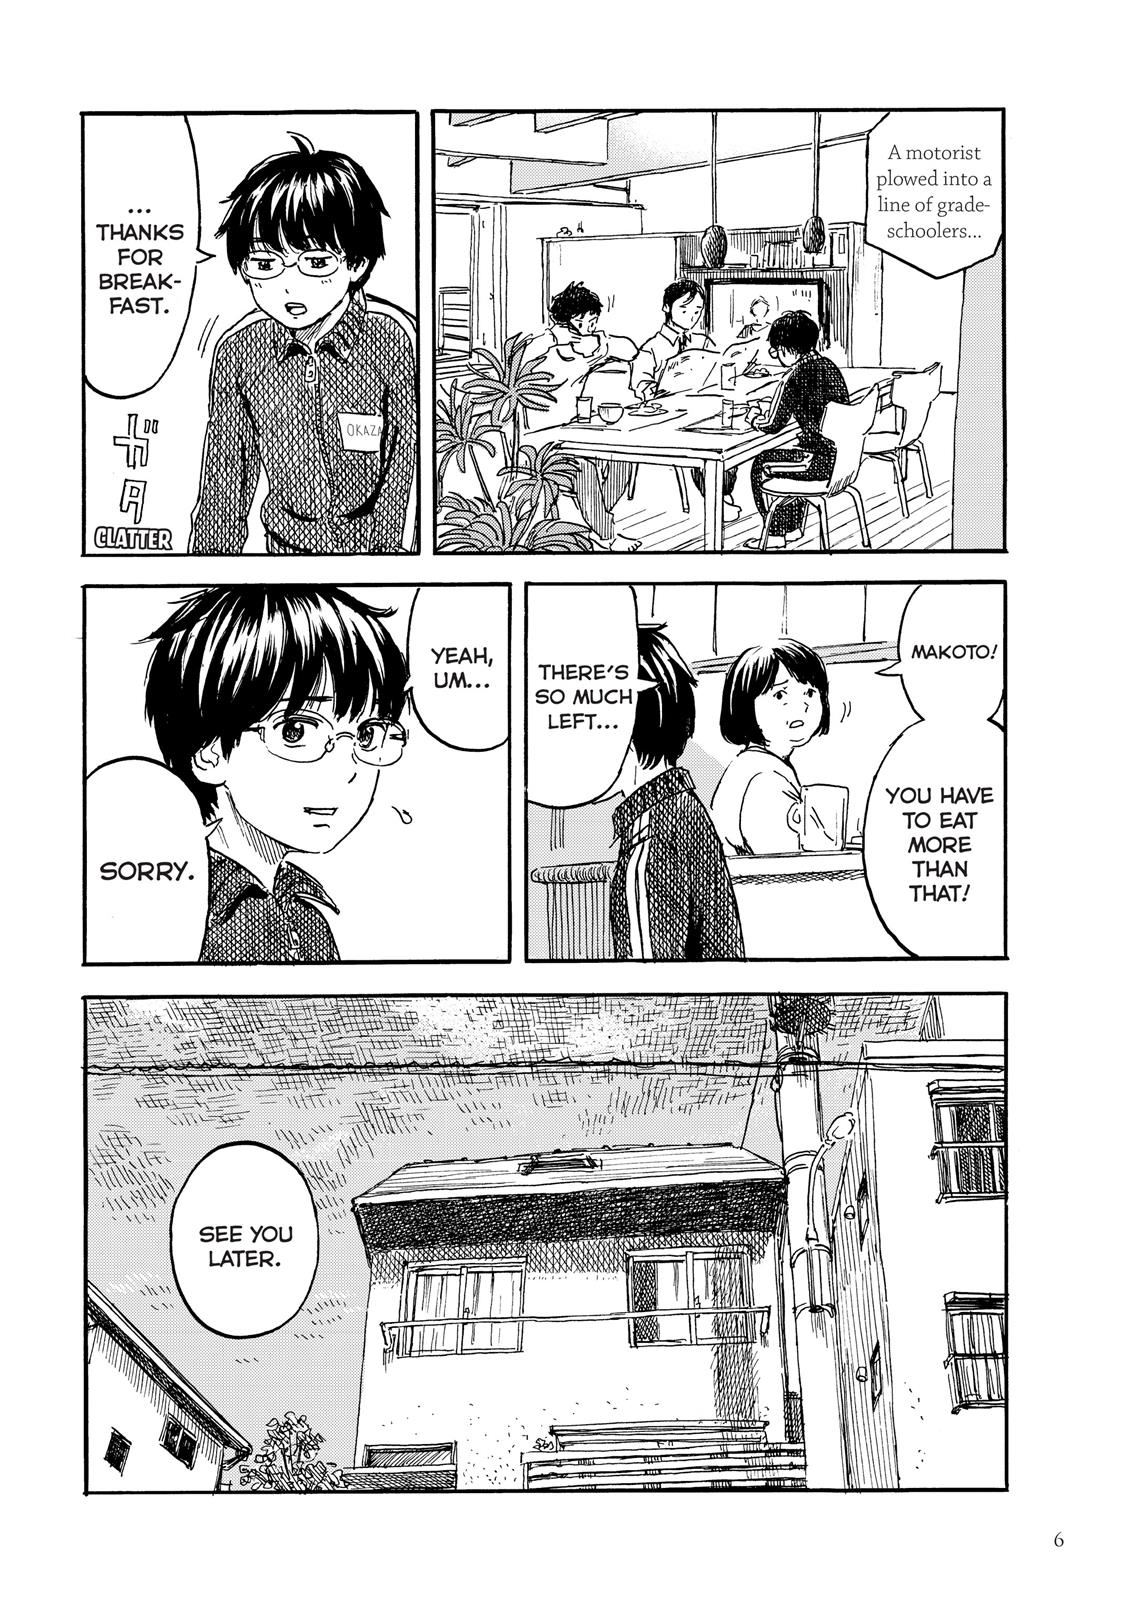 A motorist
plowed into a
line of grade-
schoolers...
...
THANKS
FOR
BREAK-
FAST.
ガタ
CLATTER
OKAZA
MAKOTO!
YOU HAVE
TO EAT
MORE
THAN
THAT!
THERE'S
SO MUCH
LEFT...
YEAH,
UM...
SORRY.
SEE YOU
LATER.
6